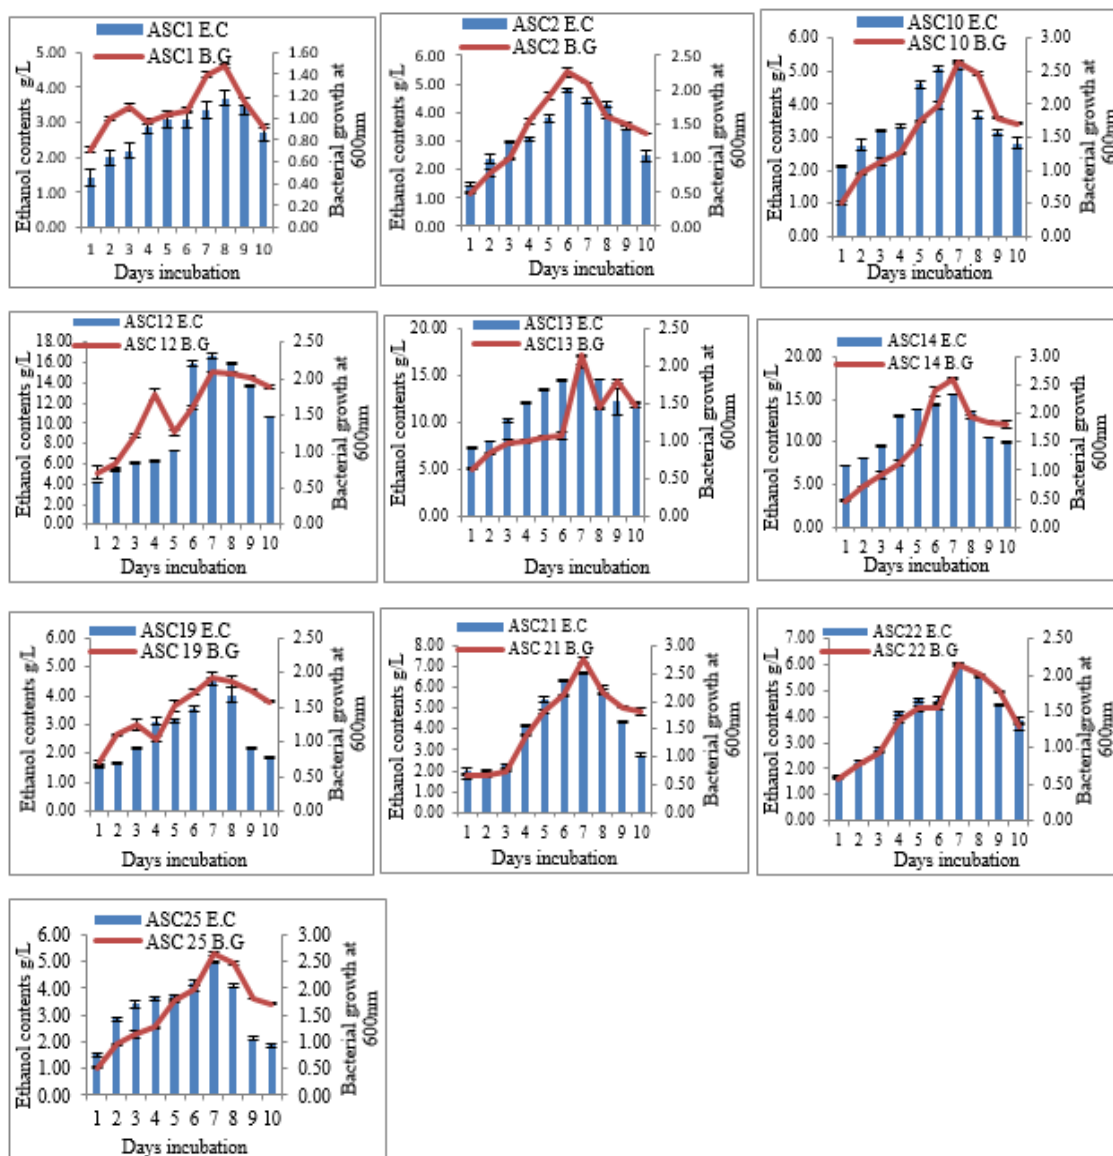 ASC1 E.C
ASC1 B.G
Ethanol contents g/L
5.00
4.00
3.00
2.00
1.00
0.00
1.60
1.40
1.20
1.00
0.80
0.60
0.40
0.20
0.00
Bacterial growth at
600nm
1 2 3 4 5 6 7 8 9 10
Days incubation
ASC2 E.C
ASC2 B.G
Ethanol contents g/L
6.00
5.00
4.00
3.00
2.00
1.00
0.00
2.50
2.00
1.50
1.00
0.50
0.00
Bacterial growth at
600nm
1 2 3 4 5 6 7 8 9 10
Days incubation
ASC10 E.C
ASC 10 B.G
Ethanol contents g/L
6.00
5.00
4.00
3.00
2.00
1.00
0.00
3.00
2.50
2.00
1.50
1.00
0.50
0.00
Bacterial growth at
600nm
1 2 3 4 5 6 7 8 9 10
Days incubation
ASC12 E.C
ASC 12 B.G
Ethanol contents g/L
18.00
16.00
14.00
12.00
10.00
8.00
6.00
4.00
2.00
0.00
2.50
2.00
1.50
1.00
0.50
0.00
Bacterial growth at
600nm
1 2 3 4 5 6 7 8 9 10
Days incubation
ASC13 E.C
ASC13 B.G
Ethanol contents g/L
20.00
15.00
10.00
5.00
0.00
2.50
2.00
1.50
1.00
0.50
0.00
Bacterial growth at
600nm
1 2 3 4 5 6 7 8 9 10
Days incubation
ASC14 E.C
ASC 14 B.G
Ethanol contents g/L
20.00
15.00
10.00
5.00
0.00
3.00
2.50
2.00
1.50
1.00
0.50
0.00
Bacterial growth at
600nm
1 2 3 4 5 6 7 8 9 10
Days incubation
ASC19 E.C
ASC 19 B.G
Ethanol contents g/L
6.00
5.00
4.00
3.00
2.00
1.00
0.00
2.50
2.00
1.50
1.00
0.50
0.00
Bacterial growth at
600nm
1 2 3 4 5 6 7 8 9 10
Days incubation
ASC21 E.C
ASC 21 B.G
Ethanol contents g/L
8.00
7.00
6.00
5.00
4.00
3.00
2.00
1.00
0.00
3.00
2.50
2.00
1.50
1.00
0.50
0.00
Bacterial growth at
600nm
1 2 3 4 5 6 7 8 9 10
Days incubation
ASC22 E.C
ASC 22 B.G
Ethanol contents g/L
7.00
6.00
5.00
4.00
3.00
2.00
1.00
0.00
2.50
2.00
1.50
1.00
0.50
0.00
Bacterialgrowth at
600nm
1 2 3 4 5 6 7 8 9 10
Days incubation
ASC25 E.C
ASC 25 B.G
Ethanol contents g/L
6.00
5.00
4.00
3.00
2.00
1.00
0.00
3.00
2.50
2.00
1.50
1.00
0.50
0.00
Bacterial growth at
600nm
1 2 3 4 5 6 7 8 9 10
Days incubation